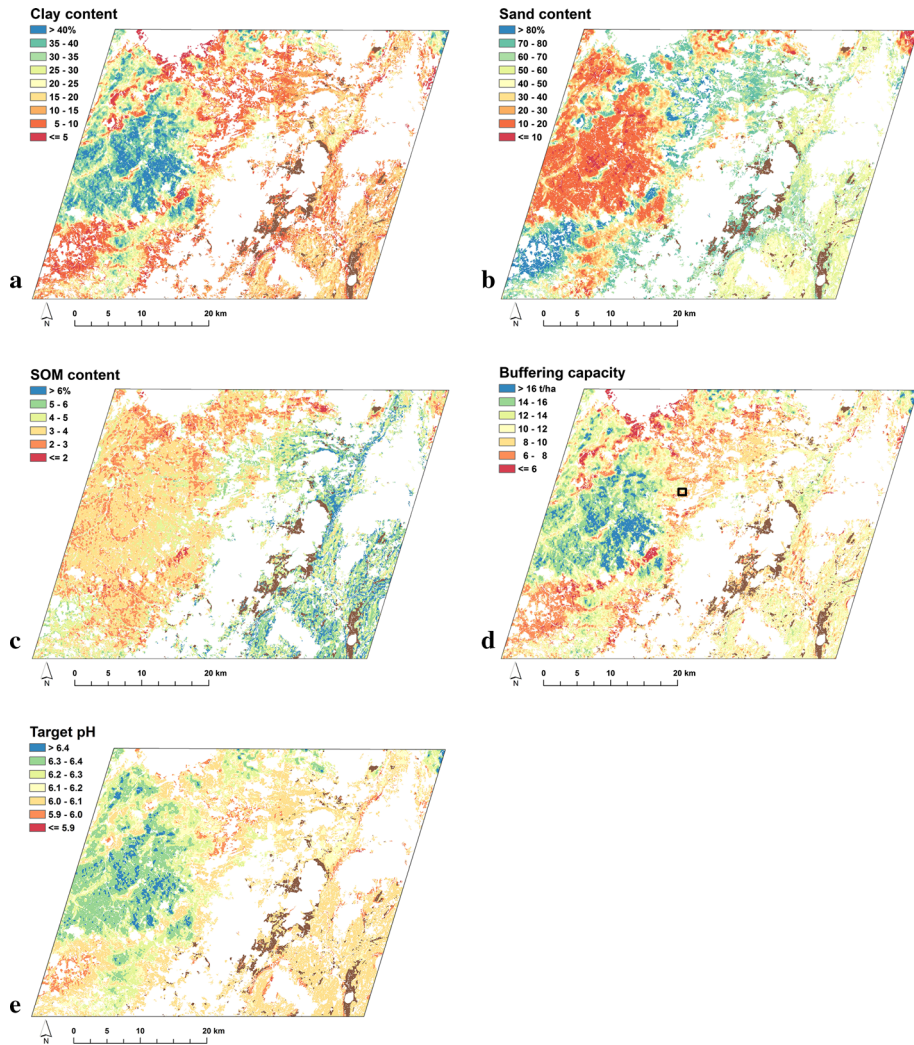 Clay content
> 40%
35 - 40
30 - 35
25 - 30
20 - 25
15 - 20
10 - 15
5 - 10
<= 5
a
N
0 5 10 20 km
Sand content
> 80%
70 - 80
60 - 70
50 - 60
40 - 50
30 - 40
20 - 30
10 - 20
<= 10
b
N
0 5 10 20 km
SOM content
> 6%
5 - 6
4 - 5
3 - 4
2 - 3
<= 2
c
N
0 5 10 20 km
Buffering capacity
> 16 t/ha
14 - 16
12 - 14
10 - 12
8 - 10
6 - 8
<= 6
d
N
0 5 10 20 km
Target pH
> 6.4
6.3 - 6.4
6.2 - 6.3
6.1 - 6.2
6.0 - 6.1
5.9 - 6.0
<= 5.9
e
N
0 5 10 20 km